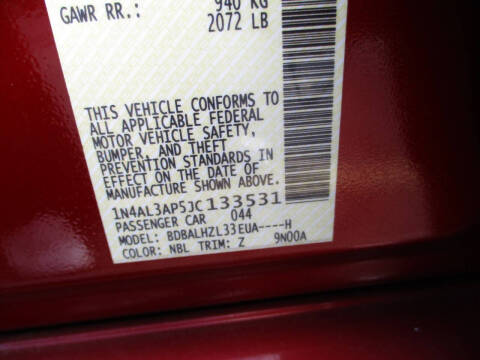 GAWR RR.: 940 KG
2072 LB
THIS VEHICLE CONFORMS TO
ALL APPLICABLE FEDERAL
MOTOR VEHICLE SAFETY,
BUMPER, AND THEFT
PREVENTION STANDARDS IN
EFFECT ON THE DATE OF
MANUFACTURE SHOWN ABOVE.
1N4AL3AP5JC133531
PASSENGER CAR 044
MODEL: BDBALHZL33EUA----H
COLOR: NBL TRIM: Z 9N00A